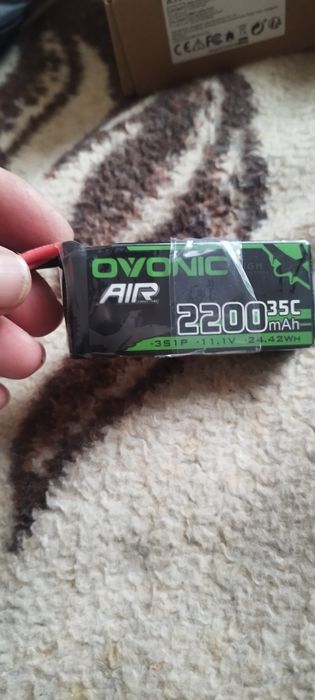 OVONIC
AIR
2200 35C
mAh
·3S1P ·11.1V ·24.42WH